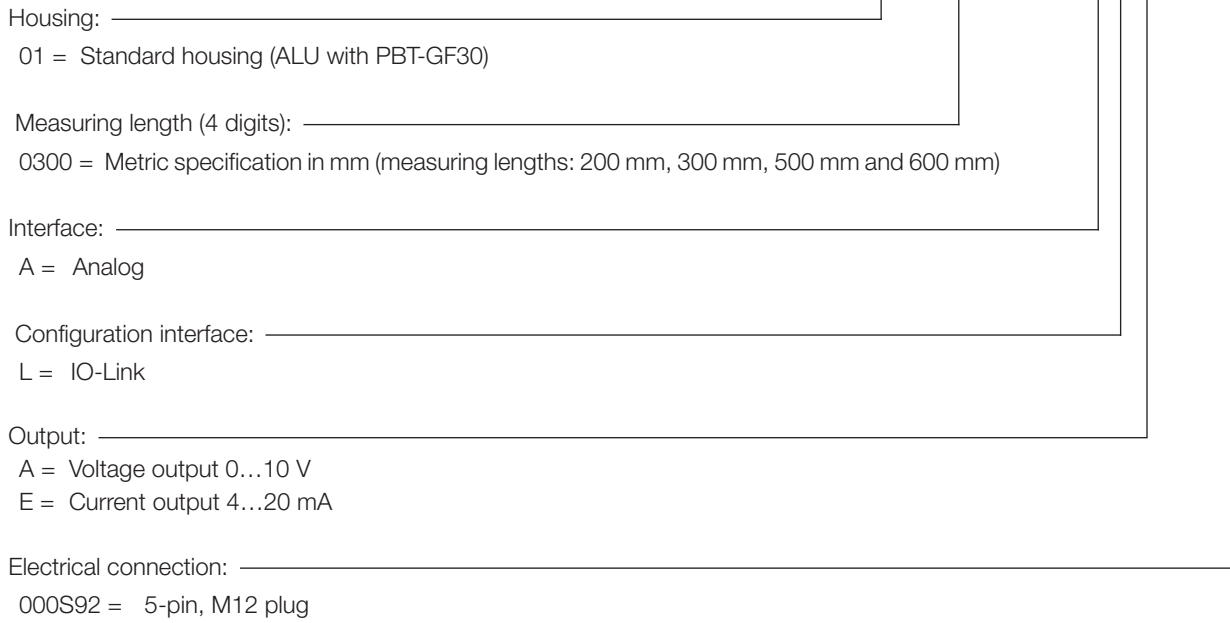 Housing:
01 = Standard housing (ALU with PBT-GF30)
Measuring length (4 digits):
0300 = Metric specification in mm (measuring lengths: 200 mm, 300 mm, 500 mm and 600 mm)
Interface:
A = Analog
Configuration interface:
L = IO-Link
Output:
A = Voltage output 0…10 V
E = Current output 4…20 mA
Electrical connection:
000S92 = 5-pin, M12 plug